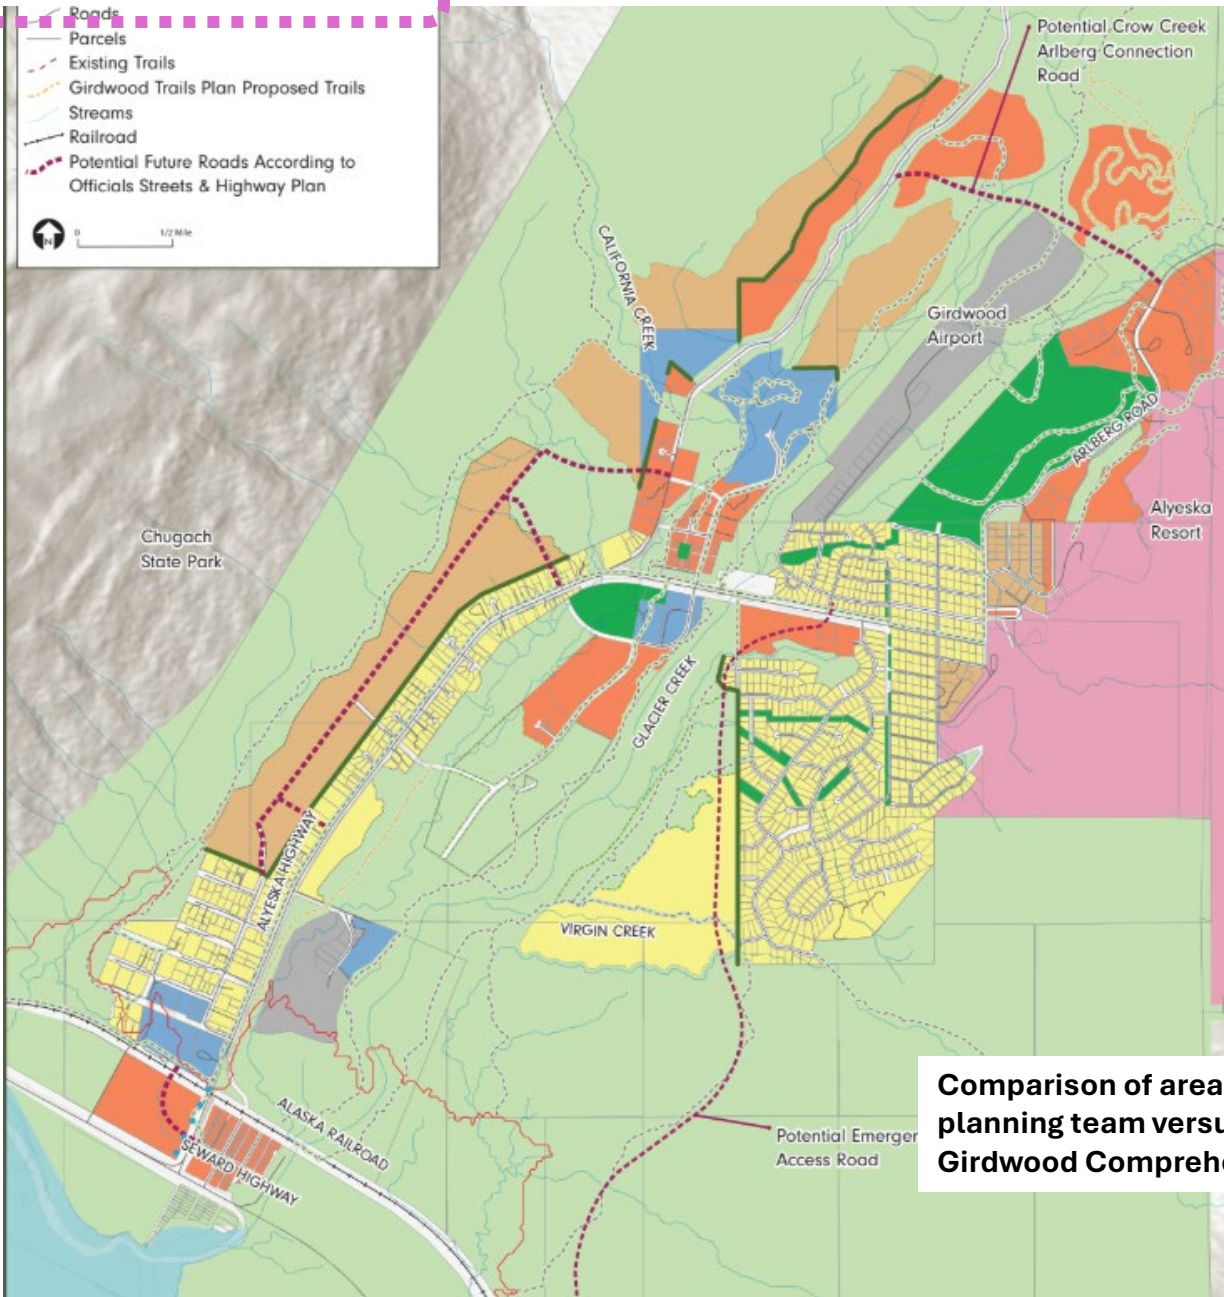 Roads
Parcels
Existing Trails
Girdwood Trails Plan Proposed Trails
Streams
Railroad
Potential Future Roads According to
Officials Streets & Highway Plan
N
0
1/2 Mile
Potential Crow Creek
Arlberg Connection
Road
CALIFORNIA CREEK
Girdwood
Airport
ARLBERG ROAD
Alyeska
Resort
Chugach
State Park
GLACIER CREEK
ALYESKA HIGHWAY
VIRGIN CREEK
ALASKA RAILROAD
SEWARD HIGHWAY
Potential Emergen
Access Road
Comparison of area
planning team versu
Girdwood Comprehe